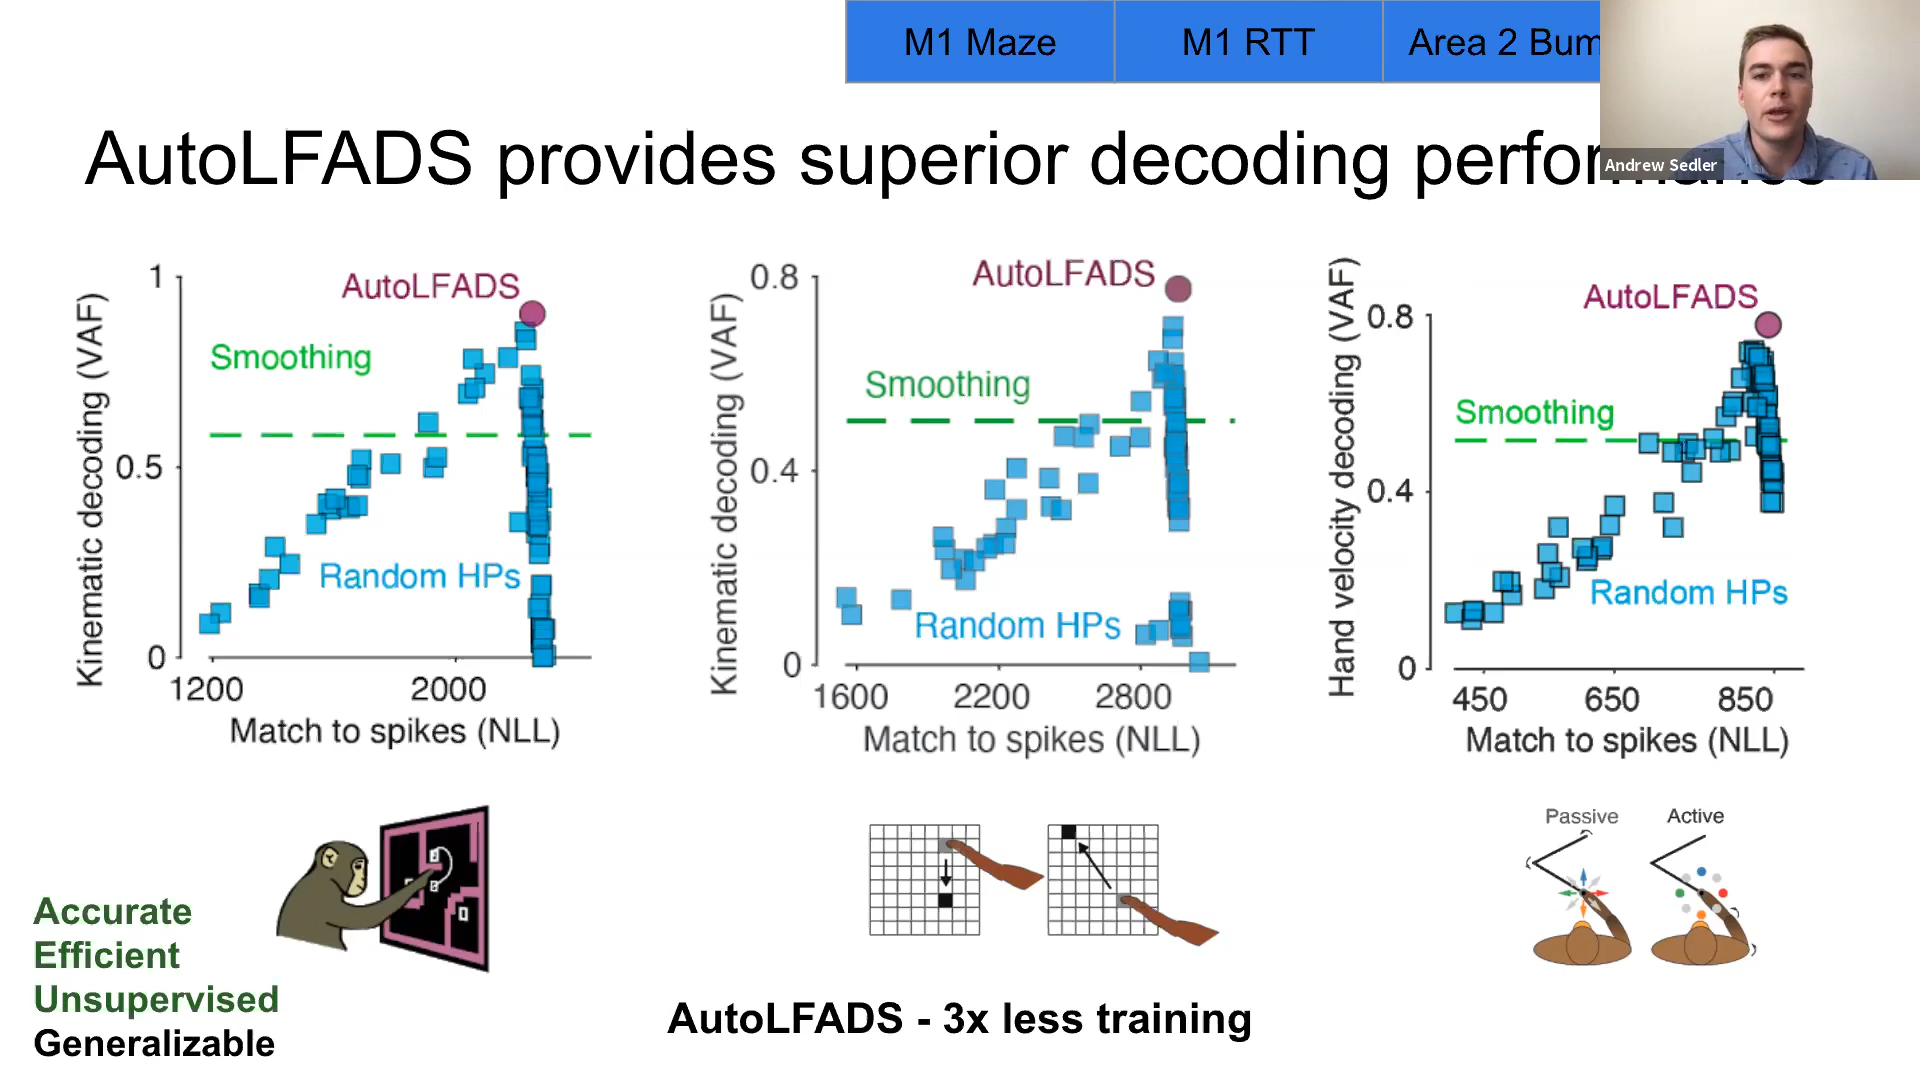 M1 Maze
M1 RTT
Area 2 Bum
AutoLFADS provides superior decoding
Andrew Sedler
AutoLFADS
Smoothing
Random HPs
Kinematic decoding (VAF)
1
0.5
0
1200
2000
Match to spikes (NLL)
AutoLFADS
Smoothing
Random HPs
Kinematic decoding (VAF)
0.8
0.4
0
1600
2200
2800
Match to spikes (NLL)
AutoLFADS
Smoothing
Random HPs
Hand velocity decoding (VAF)
0.8
0.4
0
450
650
850
Match to spikes (NLL)
Passive
Active
Accurate
Efficient
Unsupervised
Generalizable
AutoLFADS - 3x less training